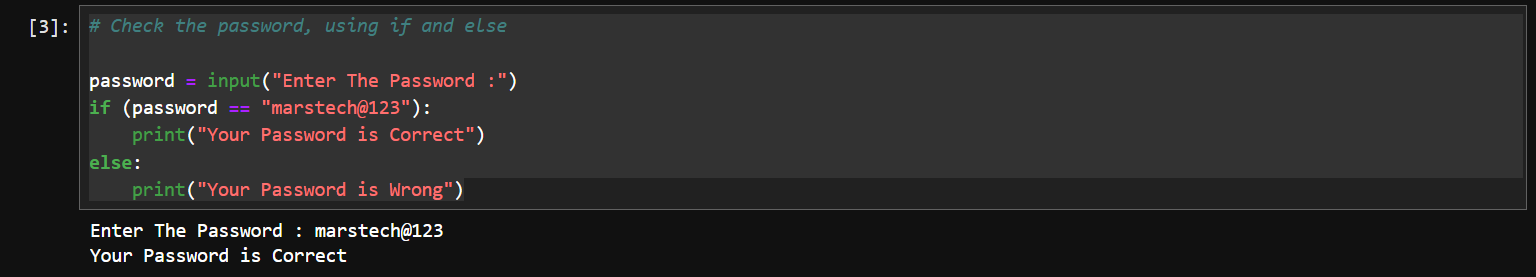 [3]: # Check the password, using if and else
password = input("Enter The Password :")
if (password == "marstech@123"):
    print("Your Password is Correct")
else:
    print("Your Password is Wrong")
Enter The Password : marstech@123
Your Password is Correct